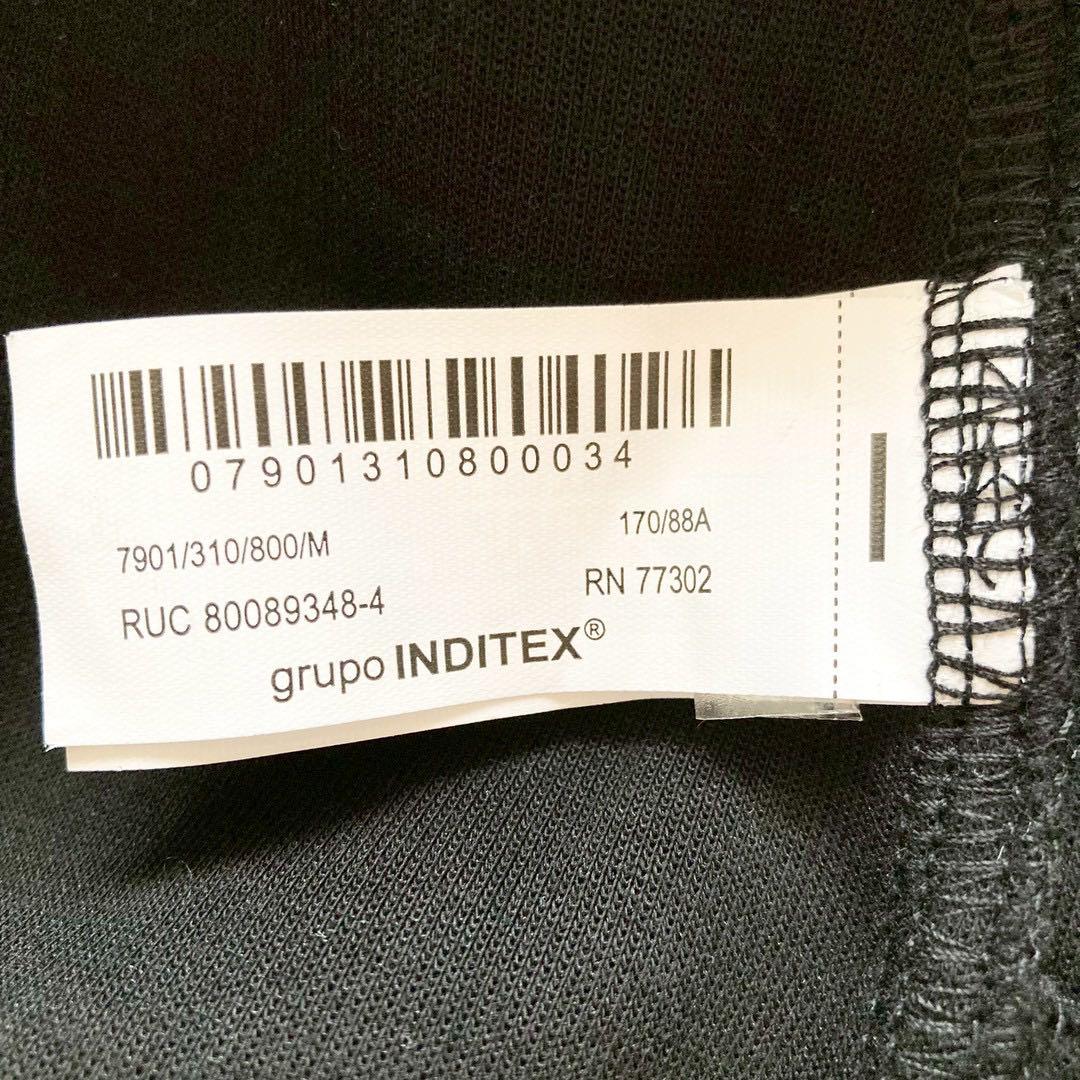 07901310800034
7901/310/800/M 170/88A
RUC 80089348-4 RN 77302
grupo INDITEX®